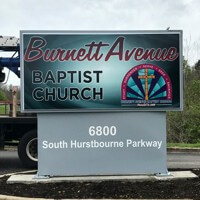 Burnett Avenue
BAPTIST
CHURCH
6800
South Hurstbourne Parkway